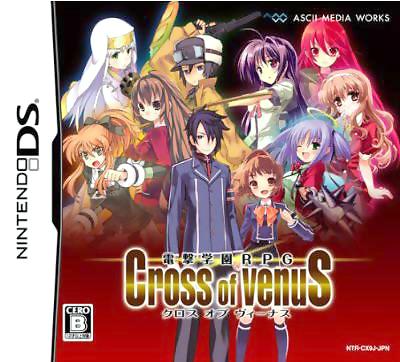 ASCII MEDIA WORKS
NINTENDO DS
電撃学園RPG
Cross of venus
クロス オブ ヴィーナス
CERO
B
NTR-CX9J-JPN